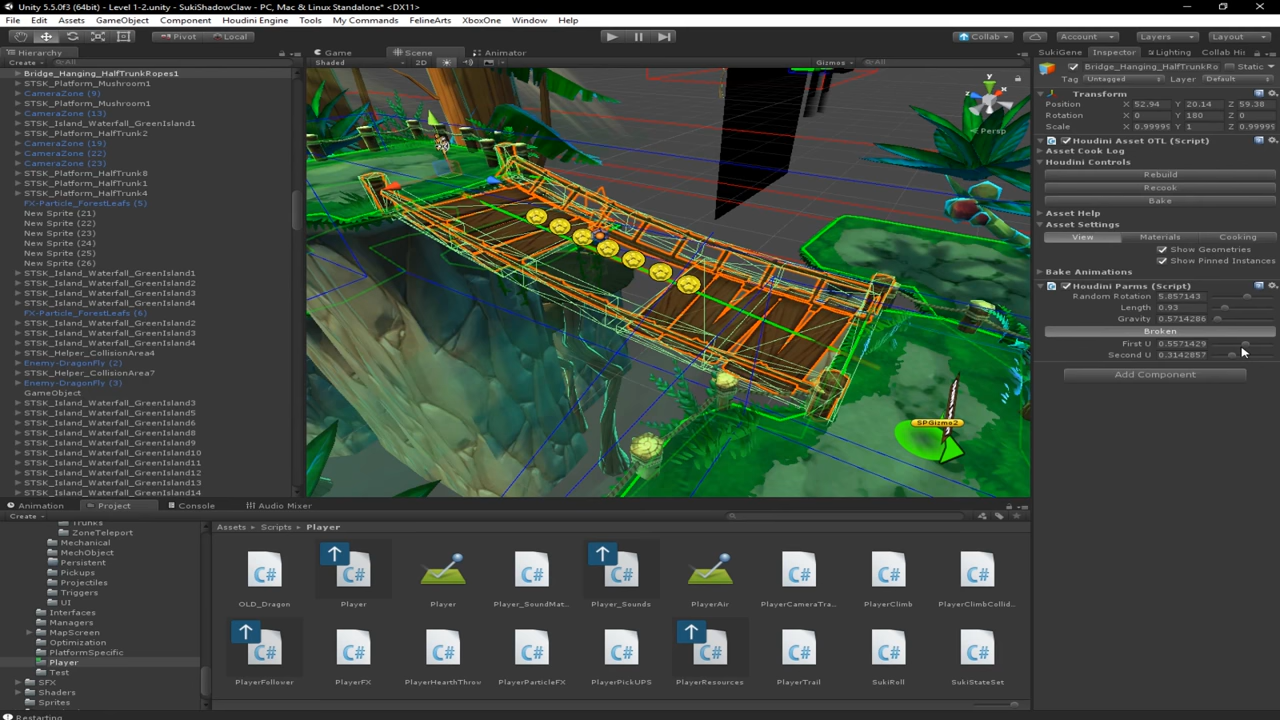 Unity 5.5.0f3 (64bit) - Level 1-2.unity - SukiShadowClaw - PC, Mac & Linux Standalone* <DX11>
File Edit Assets GameObject Component Houdini Engine Tools My Commands FelineArts XboxOne Window Help
Pivot Local Collab Account Layers Layout
Hierarchy
Create All
Bridge_Hanging_HalfTrunkRopes1
STSK_Platform_Mushroom1
CameraZone (9)
STSK_Platform_Mushroom1
CameraZone (13)
STSK_Island_Waterfall_GreenIsland1
STSK_Platform_HalfTrunk2
CameraZone (19)
CameraZone (22)
CameraZone (23)
STSK_Platform_HalfTrunk8
STSK_Platform_HalfTrunk1
STSK_Platform_HalfTrunk4
FX-Particle_ForestLeafs (5)
New Sprite (21)
New Sprite (22)
New Sprite (23)
New Sprite (24)
New Sprite (25)
New Sprite (26)
STSK_Island_Waterfall_GreenIsland1
STSK_Island_Waterfall_GreenIsland2
STSK_Island_Waterfall_GreenIsland3
STSK_Island_Waterfall_GreenIsland4
FX-Particle_ForestLeafs (6)
STSK_Island_Waterfall_GreenIsland2
STSK_Island_Waterfall_GreenIsland3
STSK_Island_Waterfall_GreenIsland4
STSK_Helper_CollisionArea4
Enemy-DragonFly (2)
STSK_Helper_CollisionArea7
Enemy-DragonFly (3)
GameObject
STSK_Island_Waterfall_GreenIsland3
STSK_Island_Waterfall_GreenIsland5
STSK_Island_Waterfall_GreenIsland6
STSK_Island_Waterfall_GreenIsland8
STSK_Island_Waterfall_GreenIsland9
STSK_Island_Waterfall_GreenIsland10
STSK_Island_Waterfall_GreenIsland11
STSK_Island_Waterfall_GreenIsland12
STSK_Island_Waterfall_GreenIsland13
STSK_Island_Waterfall_GreenIsland14
Game Scene Animator
Shaded 2D Gizmos All
y
x
z
Persp
SPGizmo2
SukiGene Inspector Lighting Collab His
Bridge_Hanging_HalfTrunkRo Static
Tag Untagged Layer Default
Transform
Position X 52.94 Y 20.14 Z 59.38
Rotation X 0 Y 180 Z 0
Scale X 0.99999 Y 1 Z 0.99999
Houdini Asset OTL (Script)
Asset Cook Log
Houdini Controls
Rebuild
Recook
Bake
Asset Help
Asset Settings
View Materials Cooking
Show Geometries
Show Pinned Instances
Bake Animations
Houdini Parms (Script)
Random Rotation 5.857143
Length 0.93
Gravity 0.5714286
Broken
First U 0.5571429
Second U 0.3142857
Add Component
Animation Project Console Audio Mixer
Create
Trunks
ZoneTeleport
Mechanical
MechObject
Persistent
Pickups
Projectiles
Triggers
UI
Interfaces
Managers
MapScreen
Optimization
PlatformSpecific
Player
Test
SFX
Shaders
Sprites
Assets Scripts Player
C# C# C# C# C# C# C#
OLD_Dragon Player Player Player_SoundMat... Player_Sounds PlayerAir PlayerCameraTra... PlayerClimb PlayerClimbCollid...
C# C# C# C# C# C# C# C# C#
PlayerFollower PlayerFX PlayerHearthThrov PlayerParticleFX PlayerPickUPS PlayerResources PlayerTrail SukiRoll SukiStateSet
Restarting